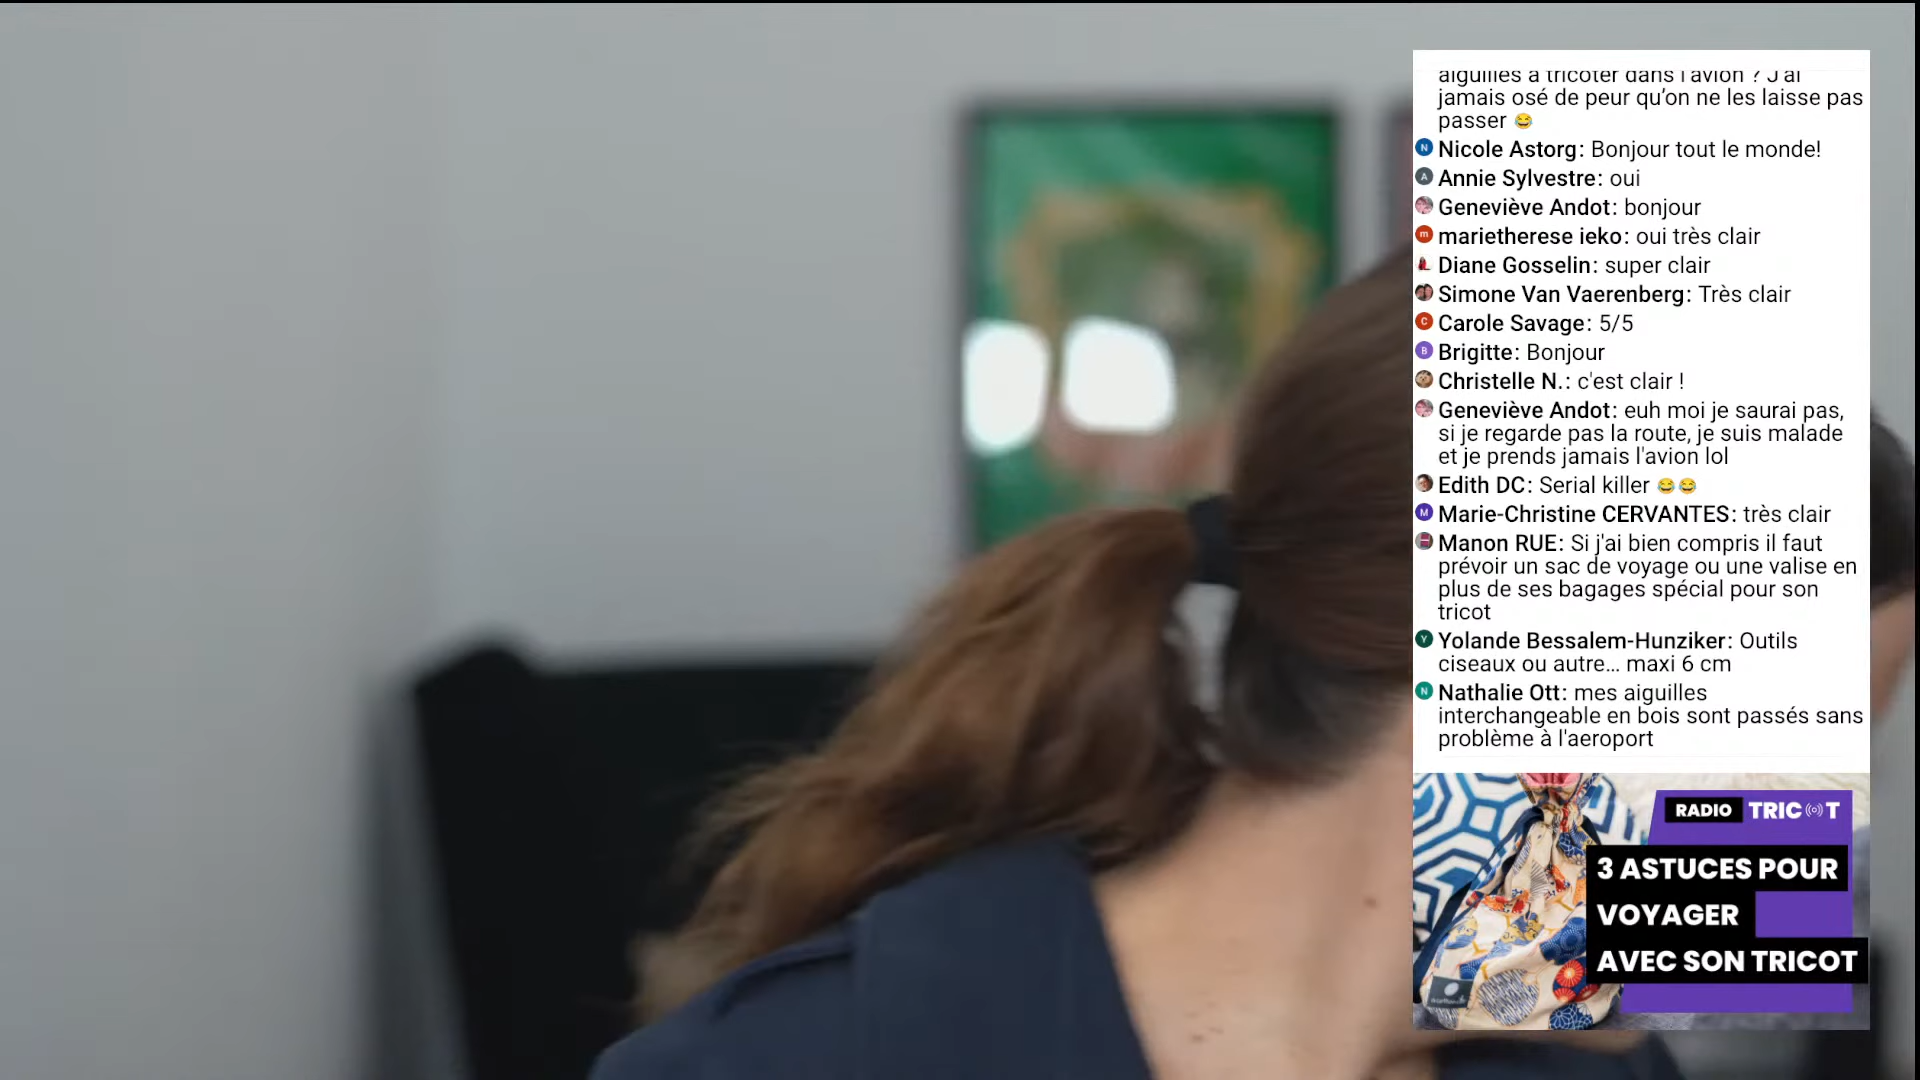 aiguilles à tricoter dans l'avion ? J'ai
jamais osé de peur qu’on ne les laisse pas
passer 😂
N Nicole Astorg: Bonjour tout le monde!
A Annie Sylvestre: oui
Geneviève Andot: bonjour
m marietherese ieko: oui très clair
Diane Gosselin: super clair
Simone Van Vaerenberg: Très clair
C Carole Savage: 5/5
B Brigitte: Bonjour
Christelle N.: c'est clair !
Geneviève Andot: euh moi je saurai pas,
si je regarde pas la route, je suis malade
et je prends jamais l'avion lol
Edith DC: Serial killer 😂😂
M Marie-Christine CERVANTES: très clair
Manon RUE: Si j'ai bien compris il faut
prévoir un sac de voyage ou une valise en
plus de ses bagages spécial pour son
tricot
Y Yolande Bessalem-Hunziker: Outils
ciseaux ou autre... maxi 6 cm
N Nathalie Ott: mes aiguilles
interchangeable en bois sont passés sans
problème à l'aeroport
RADIO TRICOT
3 ASTUCES POUR
VOYAGER
AVEC SON TRICOT